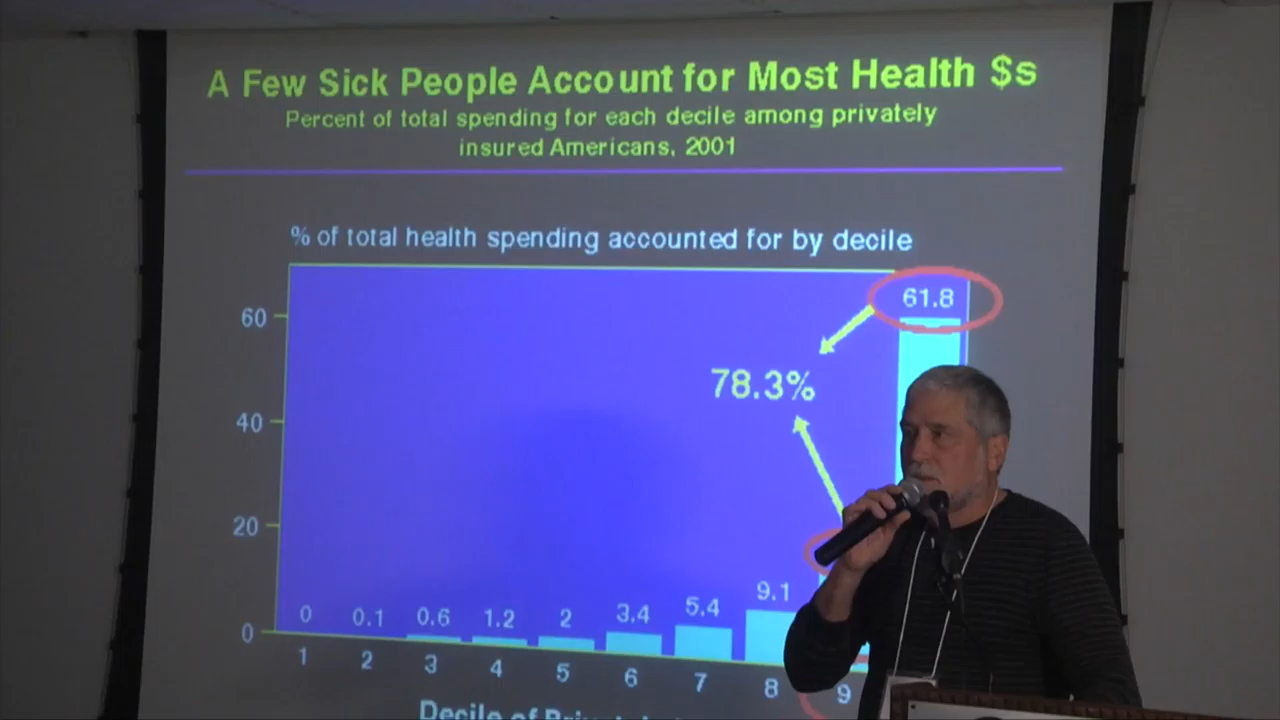 A Few Sick People Account for Most Health $s
Percent of total spending for each decile among privately
insured Americans, 2001
% of total health spending accounted for by decile
61.8
60
78.3%
40
20
9.1
5.4
3.4
2
1.2
0.6
0.1
0
0
1 2 3 4 5 6 7 8 9
Decile of